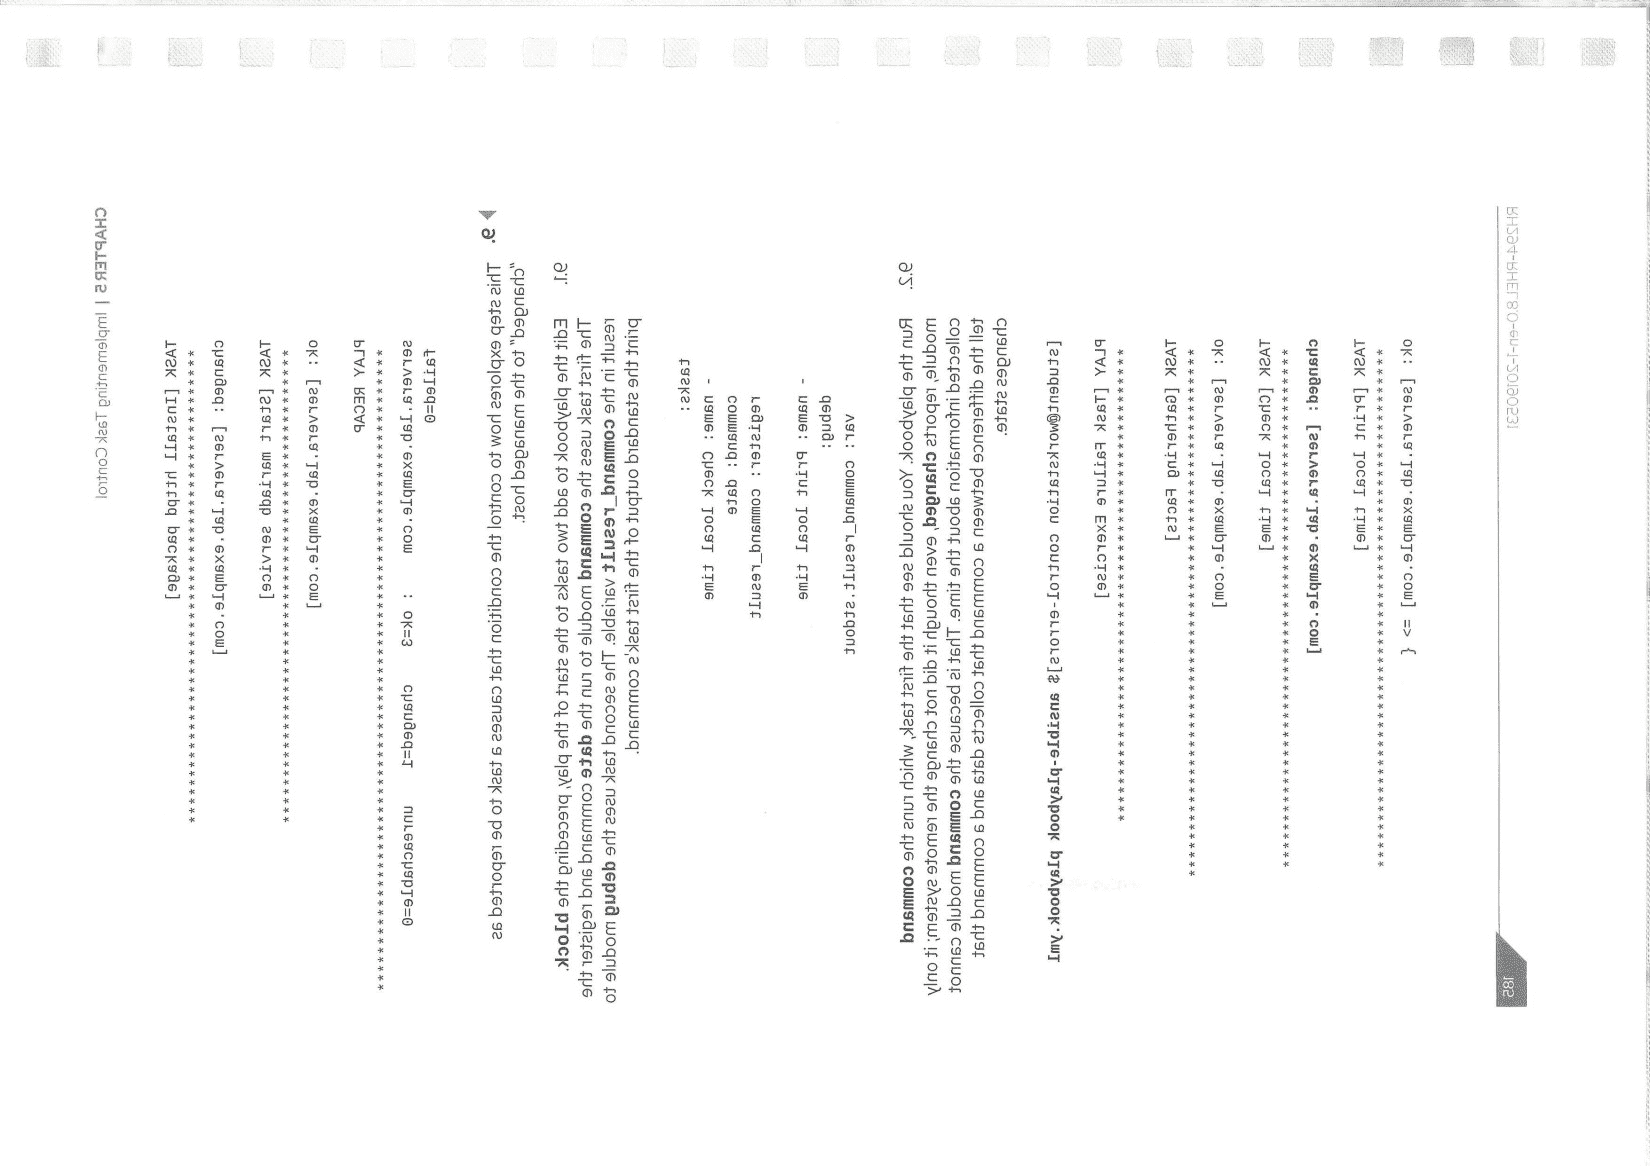 CHAPTER 5 | Implementing Task Control
TASK [Install httpd package]
********************************************************
changed: [servera.lab.example.com]
TASK [Start mariadb service]
********************************************************
ok: [servera.lab.example.com]
PLAY RECAP
****************************************************************************
servera.lab.example.com : ok=3 changed=1 unreachable=0
failed=0
9. This step explores how to control the condition that causes a task to be reported as
"changed" to the managed host.
9.1. Edit the playbook to add two tasks to the start of the play, preceding the block.
The first task uses the command module to run the date command and register the
result in the command_result variable. The second task uses the debug module to
print the standard output of the first task's command.
tasks:
- name: Check local time
command: date
register: command_result
- name: Print local time
debug:
var: command_result.stdout
9.2. Run the playbook. You should see that the first task, which runs the command
module, reports changed, even though it did not change the remote system; it only
collected information about the time. That is because the command module cannot
tell the difference between a command that collects data and a command that
changes state.
[student@workstation control-errors]$ ansible-playbook playbook.yml
PLAY [Task Failure Exercise]
********************************************************
TASK [Gathering Facts]
***************************************************************
ok: [servera.lab.example.com]
TASK [Check local time]
**************************************************************
changed: [servera.lab.example.com]
TASK [Print local time]
**************************************************************
ok: [servera.lab.example.com] => {
RH294-RHEL8.0-en-1-20190531
185